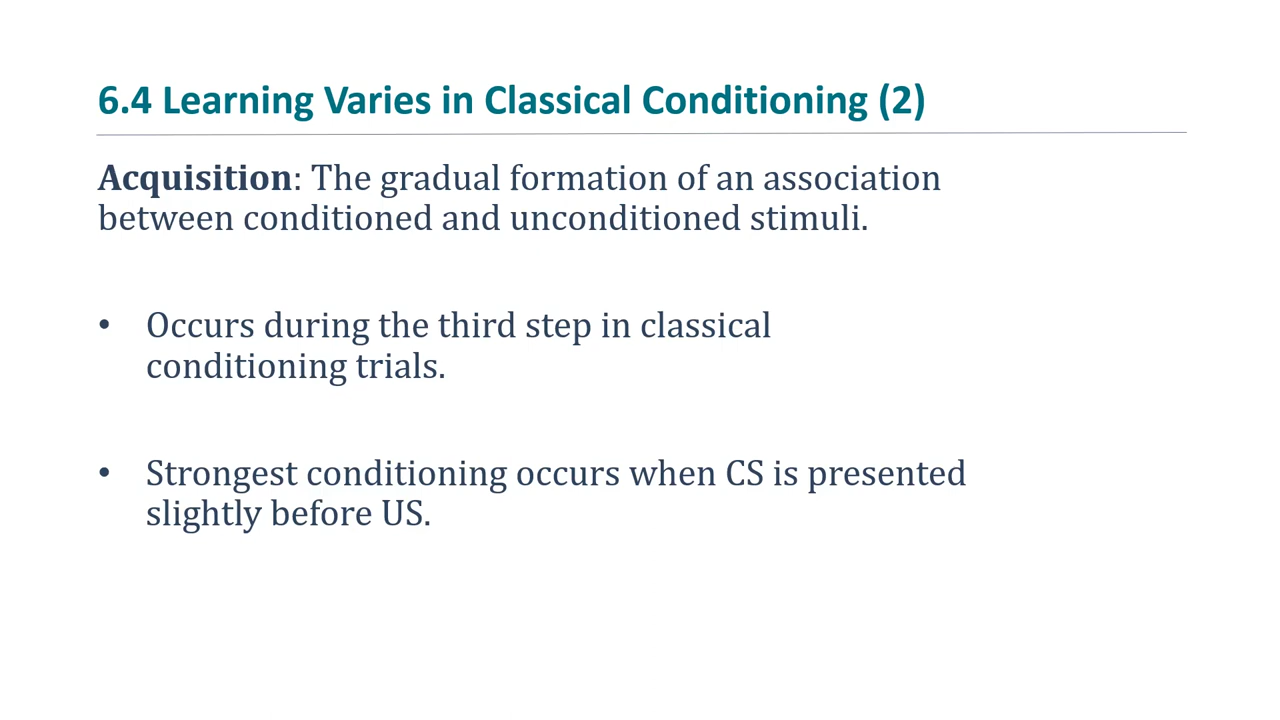 6.4 Learning Varies in Classical Conditioning (2)
Acquisition: The gradual formation of an association
between conditioned and unconditioned stimuli.
• Occurs during the third step in classical
conditioning trials.
• Strongest conditioning occurs when CS is presented
slightly before US.